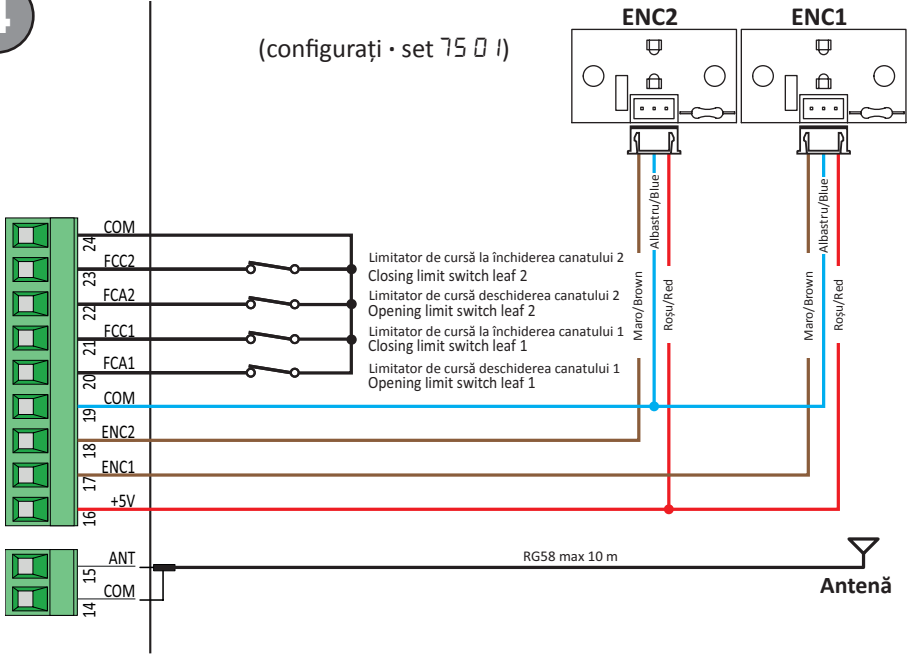 4
(configurați · set 7501)
ENC2
ENC1
COM
24
FCC2
23
FCA2
22
FCC1
21
FCA1
20
COM
19
ENC2
18
ENC1
17
+5V
16
ANT
15
COM
14
Limitator de cursă la închiderea canatului 2
Closing limit switch leaf 2
Limitator de cursă deschiderea canatului 2
Opening limit switch leaf 2
Limitator de cursă la închiderea canatului 1
Closing limit switch leaf 1
Limitator de cursă deschiderea canatului 1
Opening limit switch leaf 1
Maro/Brown
Albastru/Blue
Roșu/Red
Maro/Brown
Albastru/Blue
Roșu/Red
RG58 max 10 m
Antenă